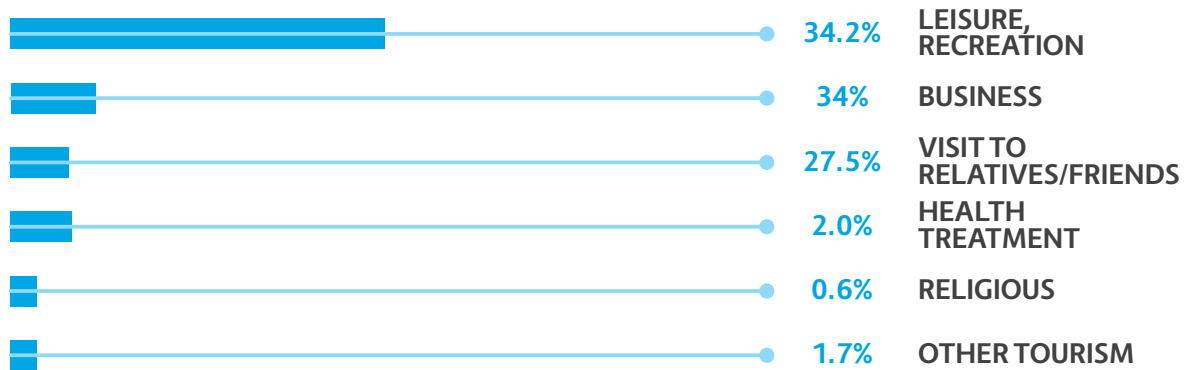 34.2% LEISURE,
RECREATION
34% BUSINESS
27.5% VISIT TO
RELATIVES/FRIENDS
2.0% HEALTH
TREATMENT
0.6% RELIGIOUS
1.7% OTHER TOURISM